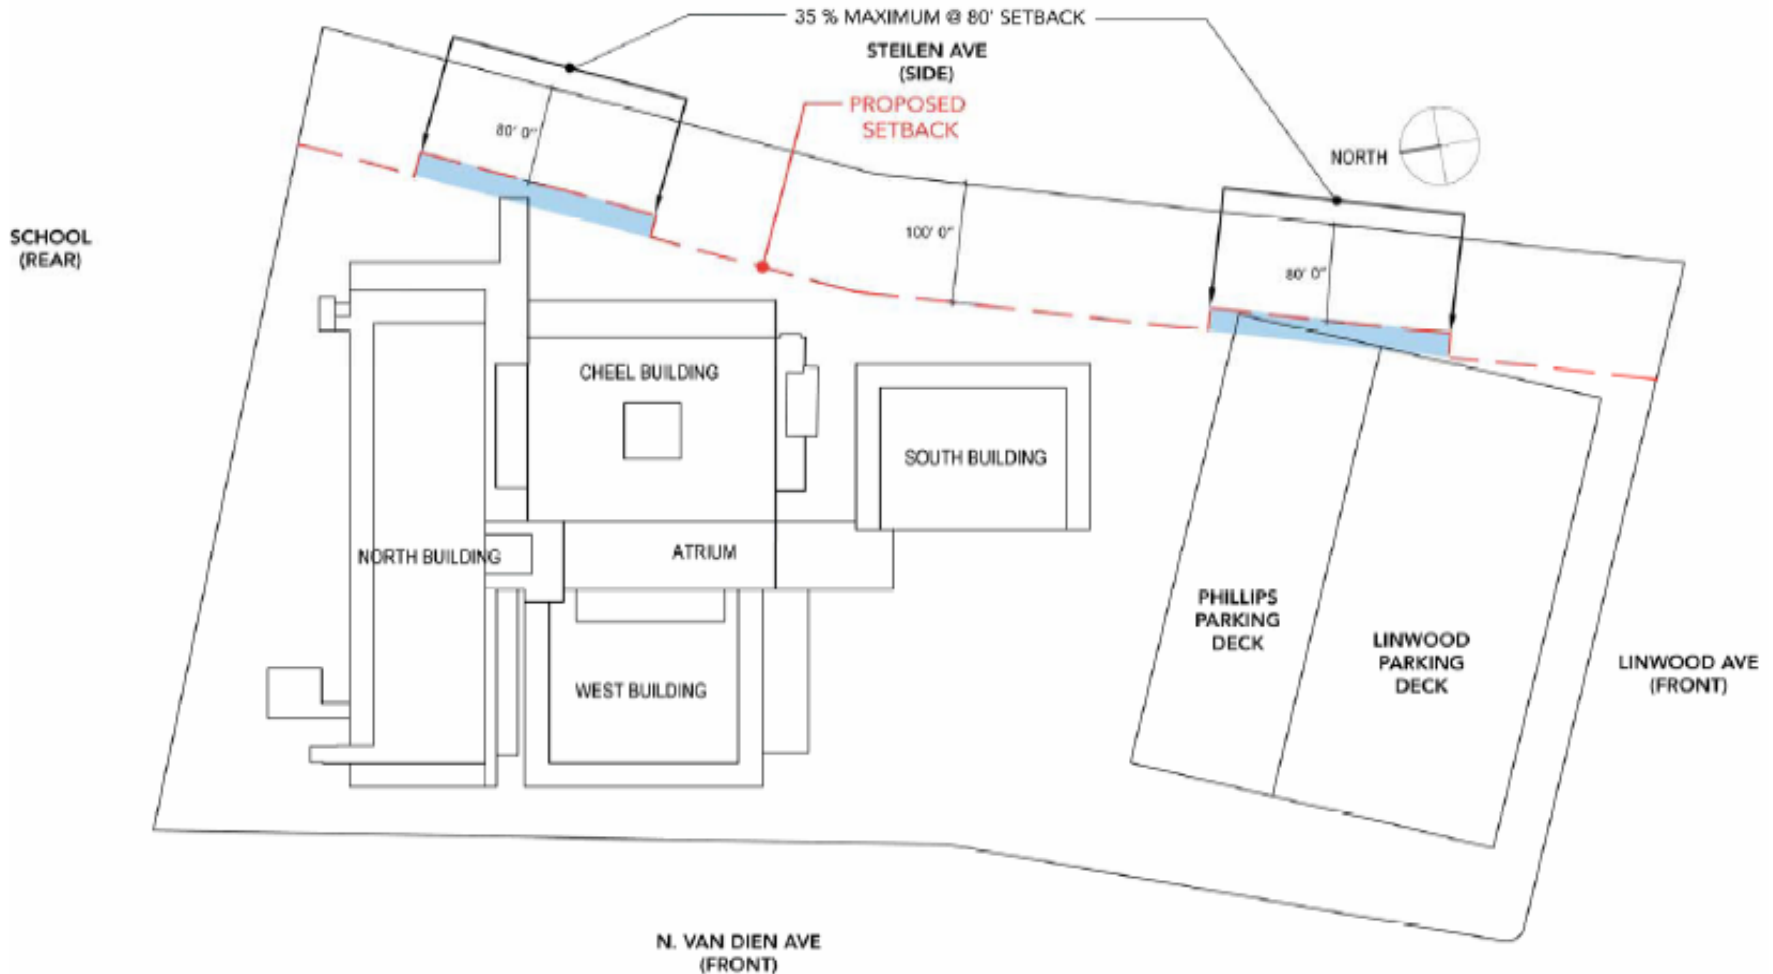 35 % MAXIMUM @ 80' SETBACK
STEILEN AVE
(SIDE)
PROPOSED
SETBACK
80' 0"
NORTH
100' 0"
80' 0"
SCHOOL
(REAR)
CHEEL BUILDING
SOUTH BUILDING
NORTH BUILDING
ATRIUM
WEST BUILDING
PHILLIPS
PARKING
DECK
LINWOOD
PARKING
DECK
LINWOOD AVE
(FRONT)
N. VAN DIEN AVE
(FRONT)